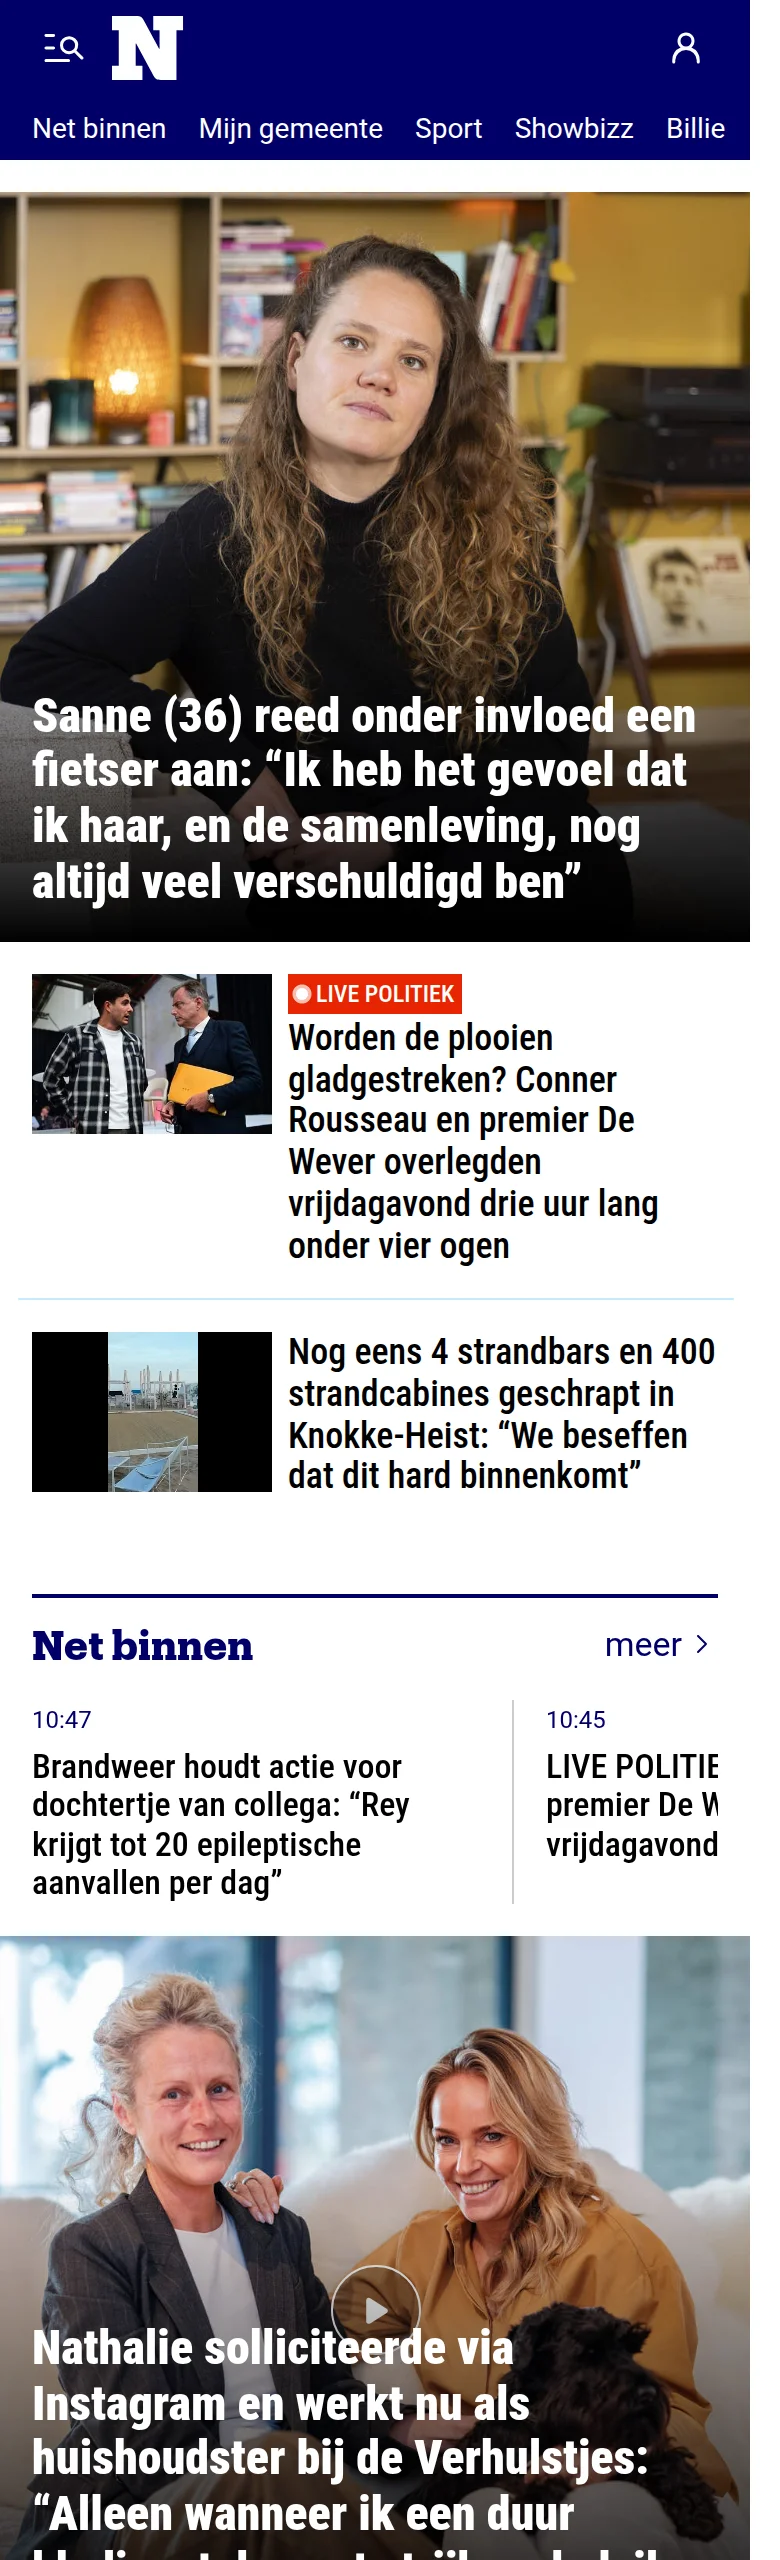 N
Net binnen Mijn gemeente Sport Showbizz Billie
Sanne (36) reed onder invloed een
fietser aan: “Ik heb het gevoel dat
ik haar, en de samenleving, nog
altijd veel verschuldigd ben”
LIVE POLITIEK
Worden de plooien
gladgestreken? Conner
Rousseau en premier De
Wever overlegden
vrijdagavond drie uur lang
onder vier ogen
Nog eens 4 strandbars en 400
strandcabines geschrapt in
Knokke-Heist: “We beseffen
dat dit hard binnenkomt”
Net binnen
meer
10:47
Brandweer houdt actie voor
dochtertje van collega: “Rey
krijgt tot 20 epileptische
aanvallen per dag”
10:45
LIVE POLITIE
premier De W
vrijdagavond
Nathalie solliciteerde via
Instagram en werkt nu als
huishoudster bij de Verhulstjes:
“Alleen wanneer ik een duur